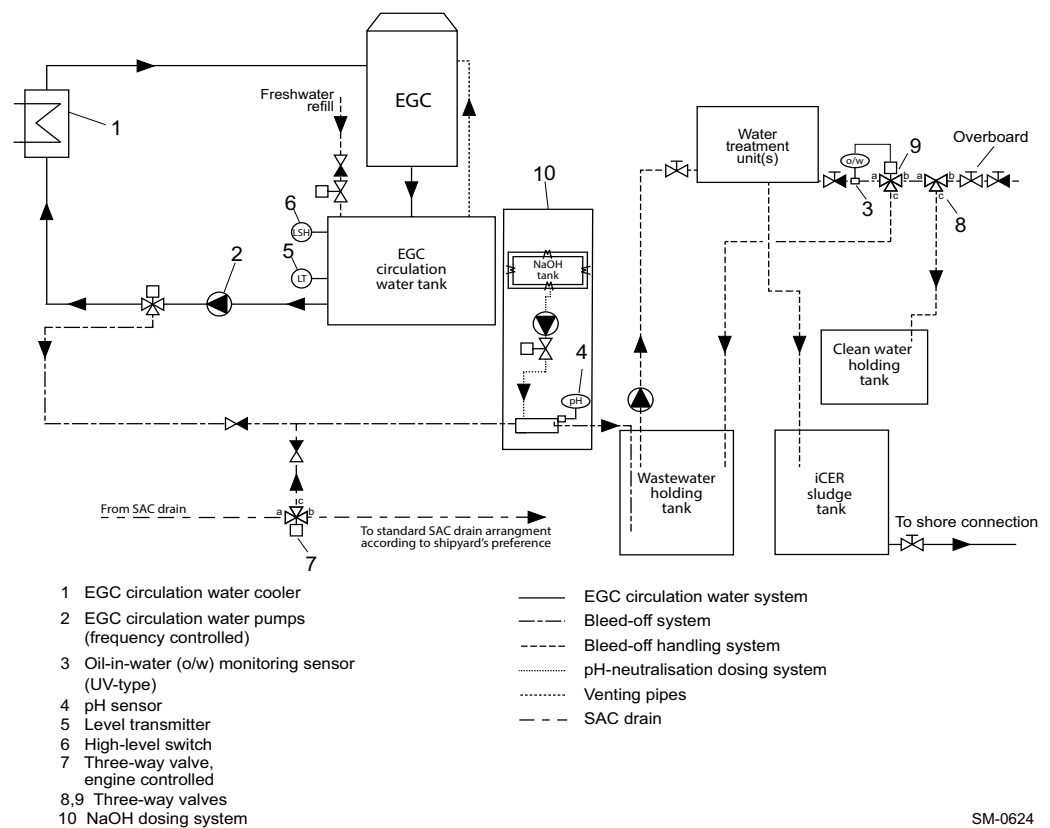 EGC
Freshwater
refill
1
10
Water
treatment
unit(s)
o/w
9
Overboard
a
b
a
b
c
c
3
8
6
LSH
5
LT
EGC
circulation
water tank
NaOH
tank
2
4
pH
Clean water
holding
tank
Wastewater
holding
tank
iCER
sludge
tank
From SAC drain
a
c
b
To standard SAC drain arrangment
according to shipyard's preference
7
To shore connection
1 EGC circulation water cooler
2 EGC circulation water pumps
(frequency controlled)
3 Oil-in-water (o/w) monitoring sensor
(UV-type)
4 pH sensor
5 Level transmitter
6 High-level switch
7 Three-way valve,
engine controlled
8,9 Three-way valves
10 NaOH dosing system
EGC circulation water system
Bleed-off system
Bleed-off handling system
pH-neutralisation dosing system
Venting pipes
SAC drain
SM-0624